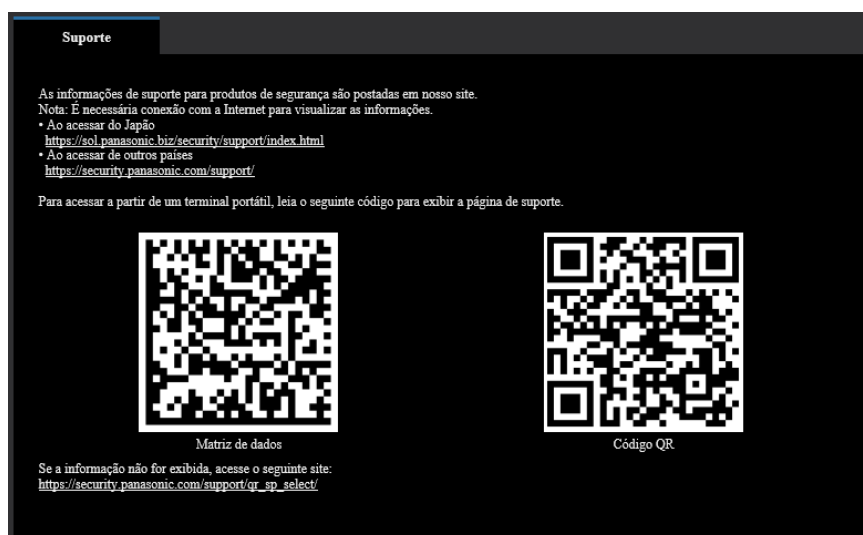 Suporte
As informações de suporte para produtos de segurança são postadas em nosso site.
Nota: É necessária conexão com a Internet para visualizar as informações.
• Ao acessar do Japão
https://sol.panasonic.biz/security/support/index.html
• Ao acessar de outros países
https://security.panasonic.com/support/
Para acessar a partir de um terminal portátil, leia o seguinte código para exibir a página de suporte.
Matriz de dados
Código QR
Se a informação não for exibida, acesse o seguinte site:
https://security.panasonic.com/support/qr_sp_select/